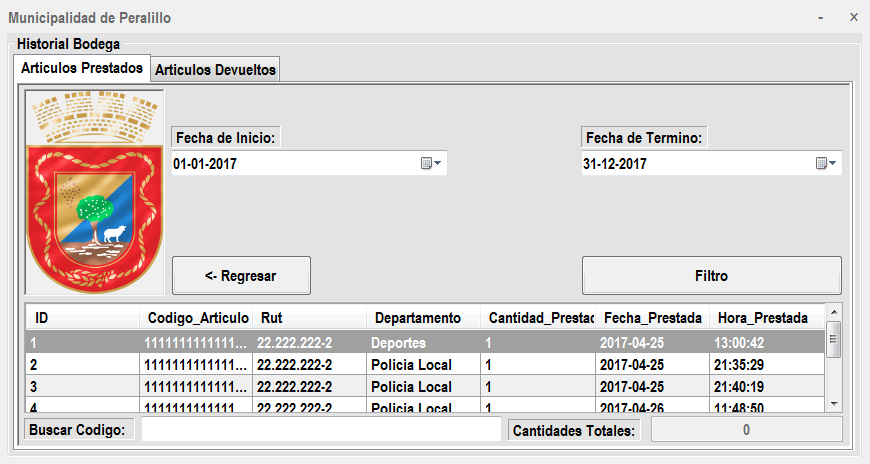 Municipalidad de Peralillo
Historial Bodega
Articulos Prestados Articulos Devueltos
Fecha de Inicio: Fecha de Termino:
01-01-2017 31-12-2017
<- Regresar Filtro
ID Codigo_Articulo Rut Departamento Cantidad_Prestad Fecha_Prestada Hora_Prestada
1 1111111111111... 22.222.222-2 Deportes 1 2017-04-25 13:00:42
2 1111111111111... 22.222.222-2 Policia Local 1 2017-04-25 21:35:29
3 1111111111111... 22.222.222-2 Policia Local 1 2017-04-25 21:40:19
4 1111111111111 22.222.222-2 Policia Local 1 2017-04-26 11:48:50
Buscar Codigo: Cantidades Totales: 0